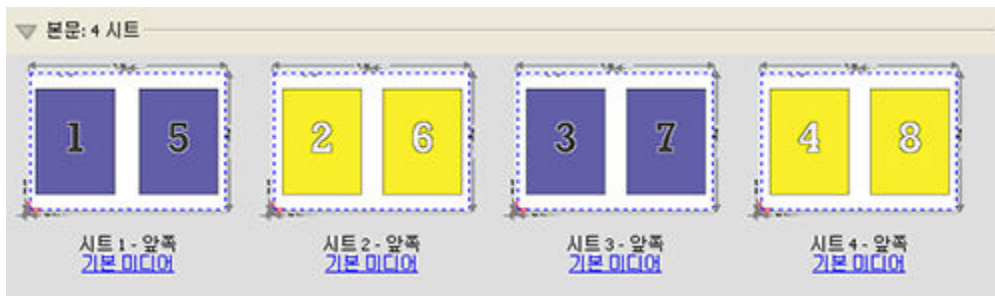 본문: 4 시트
1 5
2 6
3 7
4 8
시트 1 - 앞쪽
기본 미디어
시트 2 - 앞쪽
기본 미디어
시트 3 - 앞쪽
기본 미디어
시트 4 - 앞쪽
기본 미디어